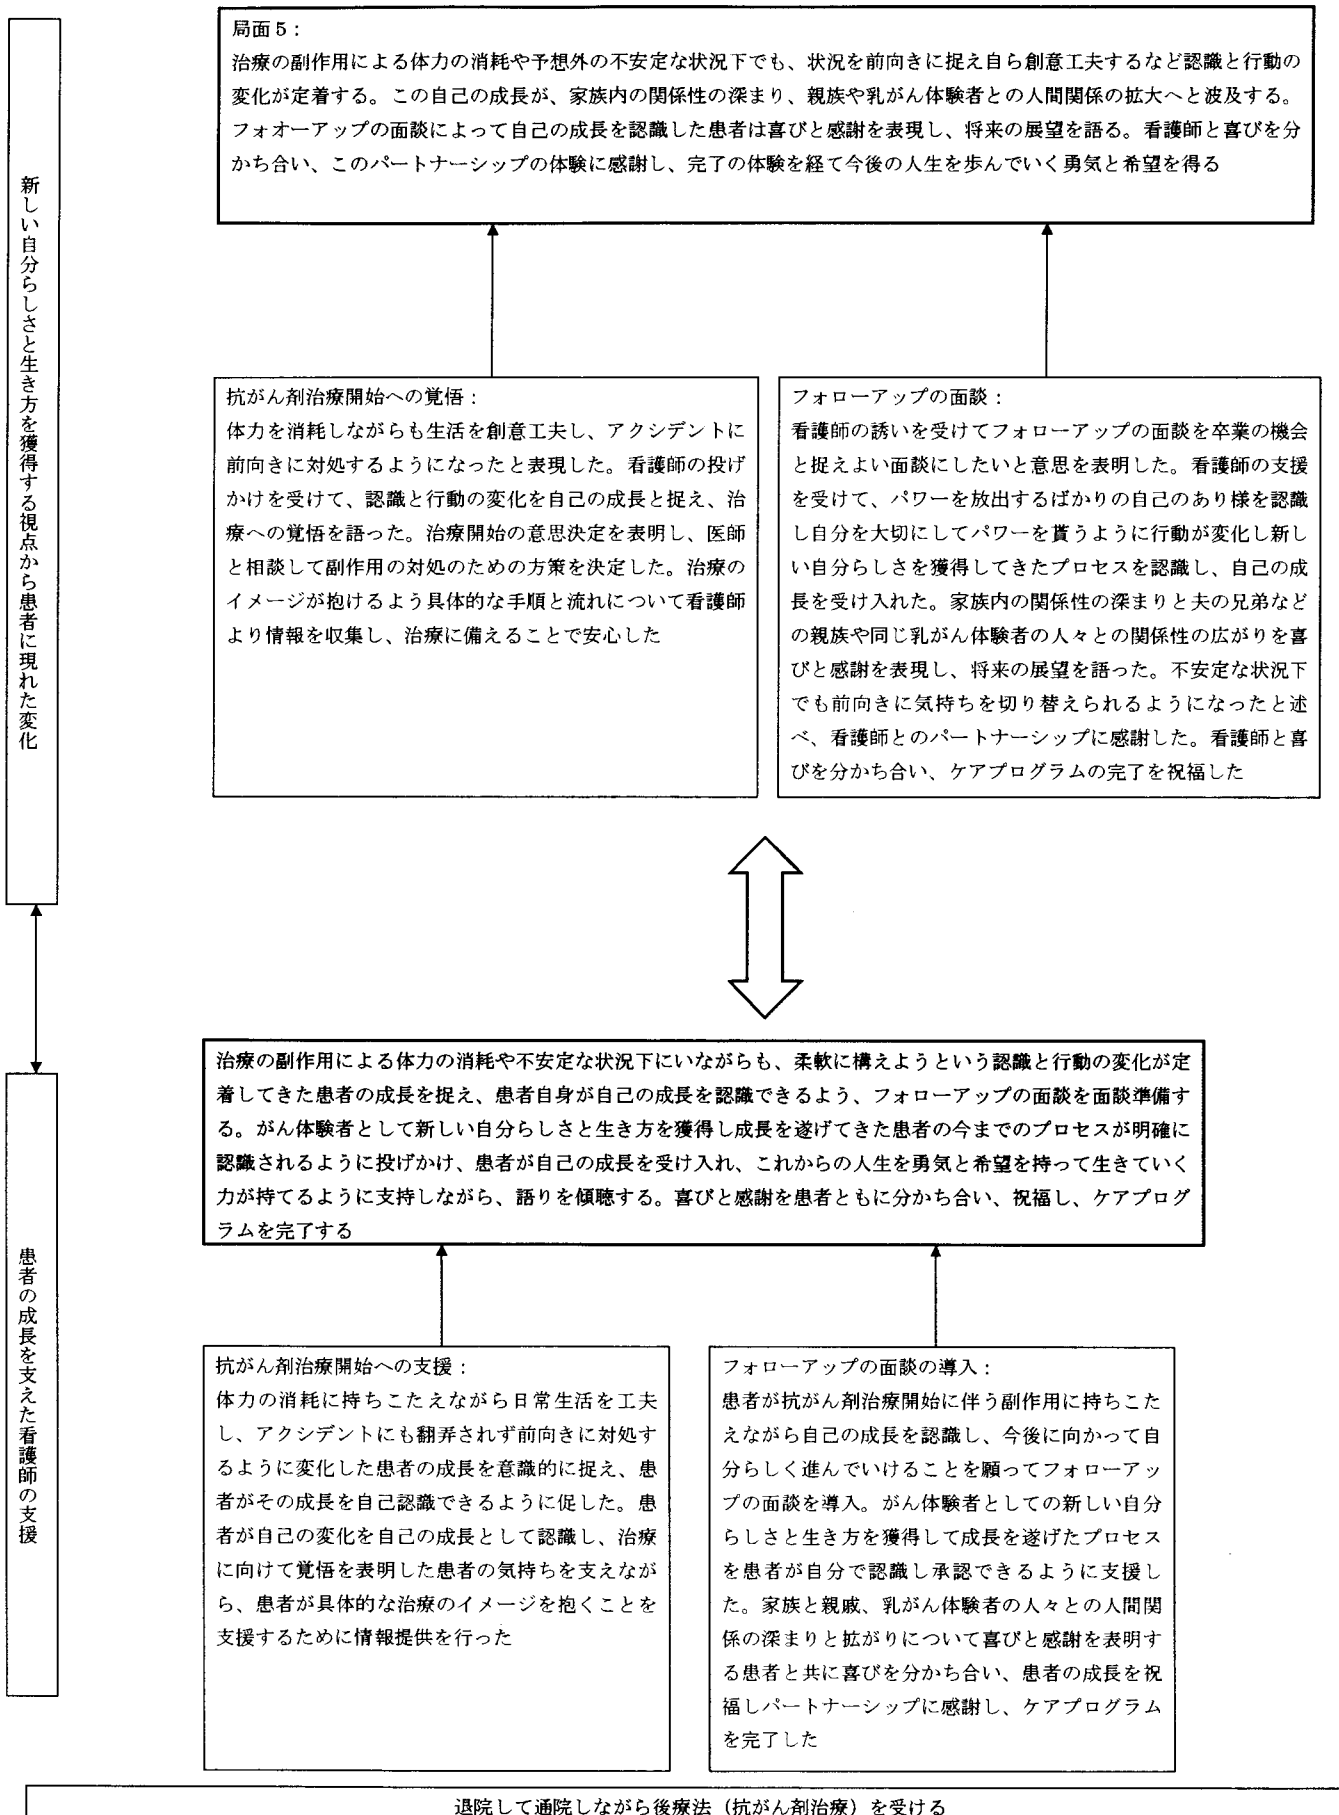 新しい自分らしさと生き方を獲得する視点から患者に現れた変化
局面5：
治療の副作用による体力の消耗や予想外の不安定な状況下でも、状況を前向きに捉え自ら創意工夫するなど認識と行動の
変化が定着する。この自己の成長が、家族内の関係性の深まり、親族や乳がん体験者との人間関係の拡大へと波及する。
フォオーアップの面談によって自己の成長を認識した患者は喜びと感謝を表現し、将来の展望を語る。看護師と喜びを分
かち合い、このパートナーシップの体験に感謝し、完了の体験を経て今後の人生を歩んでいく勇気と希望を得る
抗がん剤治療開始への覚悟：
体力を消耗しながらも生活を創意工夫し、アクシデントに
前向きに対処するようになったと表現した。看護師の投げ
かけを受けて、認識と行動の変化を自己の成長と捉え、治
療への覚悟を語った。治療開始の意思決定を表明し、医師
と相談して副作用の対処のための方策を決定した。治療の
イメージが抱けるよう具体的な手順と流れについて看護師
より情報を収集し、治療に備えることで安心した
フォローアップの面談：
看護師の誘いを受けてフォローアップの面談を卒業の機会
と捉えよい面談にしたいと意思を表明した。看護師の支援
を受けて、パワーを放出するばかりの自己のあり様を認識
し自分を大切にしてパワーを貰うように行動が変化し新し
い自分らしさを獲得してきたプロセスを認識し、自己の成
長を受け入れた。家族内の関係性の深まりと夫の兄弟など
の親族や同じ乳がん体験者の人々との関係性の広がりを喜
びと感謝を表現し、将来の展望を語った。不安定な状況下
でも前向きに気持ちを切り替えられるようになったと述
べ、看護師とのパートナーシップに感謝した。看護師と喜
びを分かち合い、ケアプログラムの完了を祝福した
患者の成長を支えた看護師の支援
治療の副作用による体力の消耗や不安定な状況下にいながらも、柔軟に構えようという認識と行動の変化が定
着してきた患者の成長を捉え、患者自身が自己の成長を認識できるよう、フォローアップの面談を面談準備す
る。がん体験者として新しい自分らしさと生き方を獲得し成長を遂げてきた患者の今までのプロセスが明確に
認識されるように投げかけ、患者が自己の成長を受け入れ、これからの人生を勇気と希望を持って生きていく
力が持てるように支持しながら、語りを傾聴する。喜びと感謝を患者ともに分かち合い、祝福し、ケアプログ
ラムを完了する
抗がん剤治療開始への支援：
体力の消耗に持ちこたえながら日常生活を工夫
し、アクシデントにも翻弄されず前向きに対処す
るように変化した患者の成長を意識的に捉え、患
者がその成長を自己認識できるように促した。患
者が自己の変化を自己の成長として認識し、治療
に向けて覚悟を表明した患者の気持ちを支えなが
ら、患者が具体的な治療のイメージを抱くことを
支援するために情報提供を行った
フォローアップの面談の導入：
患者が抗がん剤治療開始に伴う副作用に持ちこた
えながら自己の成長を認識し、今後に向かって自
分らしく進んでいけることを願ってフォローアッ
プの面談を導入。がん体験者としての新しい自分
らしさと生き方を獲得して成長を遂げたプロセス
を患者が自分で認識し承認できるように支援し
た。家族と親戚、乳がん体験者の人々との人間関
係の深まりと拡がりについて喜びと感謝を表明す
る患者と共に喜びを分かち合い、患者の成長を祝
福しパートナーシップに感謝し、ケアプログラム
を完了した
退院して通院しながら後療法（抗がん剤治療）を受ける